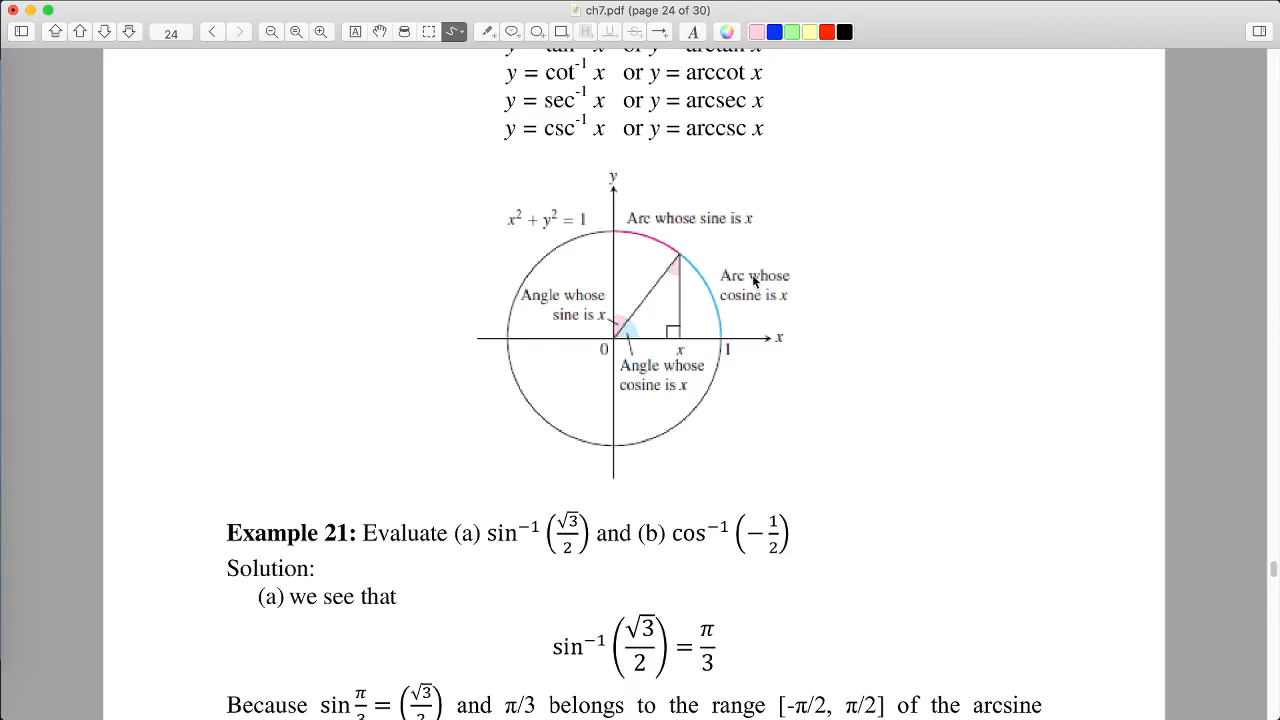 ch7.pdf (page 24 of 30)
24
y = tan⁻¹ x or y = arctan x
y = cot⁻¹ x or y = arccot x
y = sec⁻¹ x or y = arcsec x
y = csc⁻¹ x or y = arccsc x
y
x² + y² = 1
Arc whose sine is x
Arc whose
cosine is x
Angle whose
sine is x
x
0
x
1
Angle whose
cosine is x
Example 21: Evaluate (a) sin⁻¹ (√3/2) and (b) cos⁻¹ (−1/2)
Solution:
(a) we see that
sin⁻¹ (√3/2) = π/3
Because sin π/3 = (√3/2) and π/3 belongs to the range [-π/2, π/2] of the arcsine